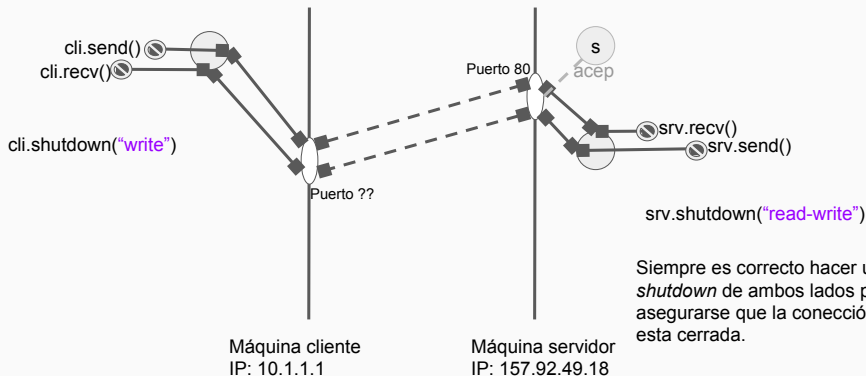 cli.send()
cli.recv()
cli.shutdown(“write”)
Puerto ??
Puerto 80
s
acep
srv.recv()
srv.send()
srv.shutdown(“read-write”)
Siempre es correcto hacer
shutdown de ambos lados
asegurarse que la conecció
esta cerrada.
Máquina cliente
IP: 10.1.1.1
Máquina servidor
IP: 157.92.49.18